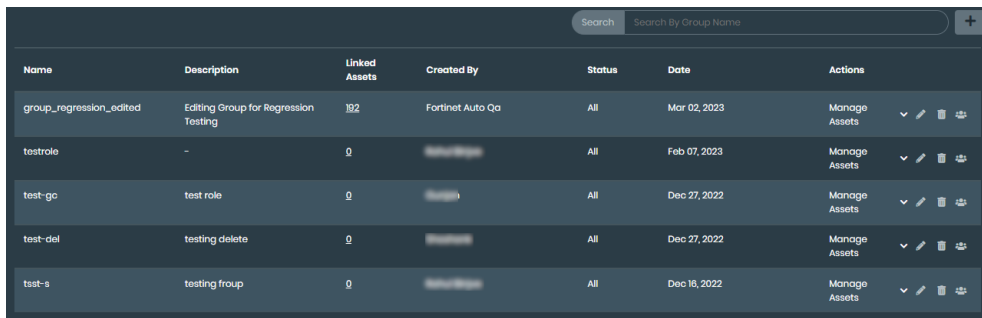 Search Search By Group Name +
Name Description Linked Assets Created By Status Date Actions
group_regression_edited Editing Group for Regression Testing 192 Fortinet Auto Qa All Mar 02, 2023 Manage Assets
testrole - 0 All Feb 07, 2023 Manage Assets
test-gc test role 0 All Dec 27, 2022 Manage Assets
test-del testing delete 0 All Dec 27, 2022 Manage Assets
tsst-s testing froup 0 All Dec 16, 2022 Manage Assets